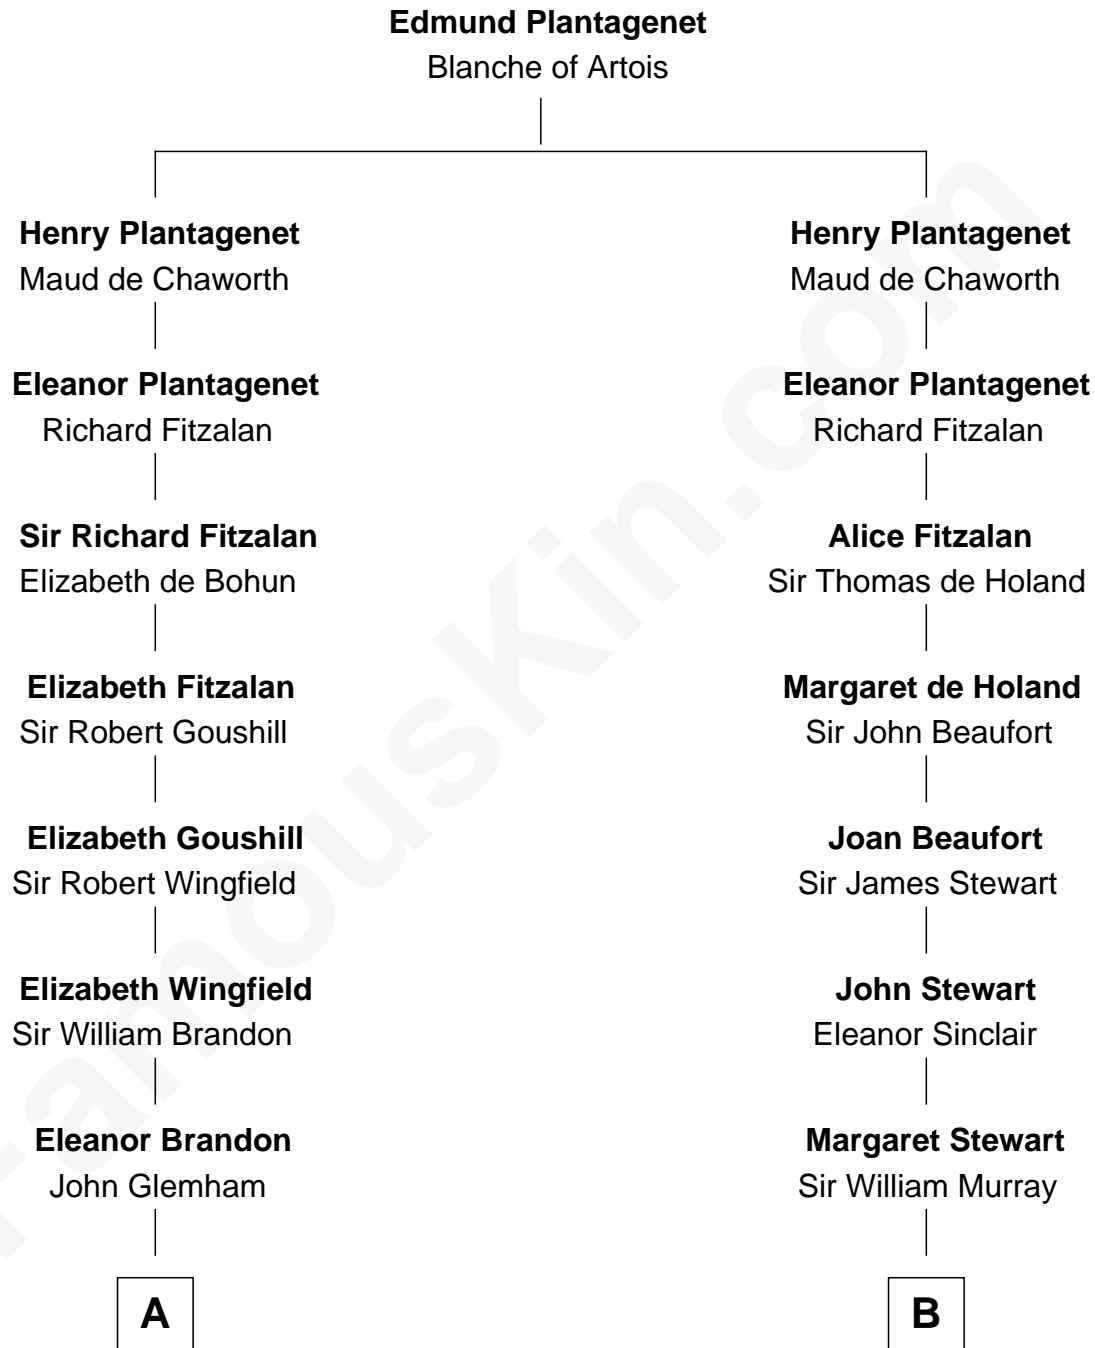 Edmund Plantagenet
Blanche of Artois
Henry Plantagenet
Maud de Chaworth
Eleanor Plantagenet
Richard Fitzalan
Sir Richard Fitzalan
Elizabeth de Bohun
Elizabeth Fitzalan
Sir Robert Goushill
Elizabeth Goushill
Sir Robert Wingfield
Elizabeth Wingfield
Sir William Brandon
Eleanor Brandon
John Glemham
A
Henry Plantagenet
Maud de Chaworth
Eleanor Plantagenet
Richard Fitzalan
Alice Fitzalan
Sir Thomas de Holand
Margaret de Holand
Sir John Beaufort
Joan Beaufort
Sir James Stewart
John Stewart
Eleanor Sinclair
Margaret Stewart
Sir William Murray
B
FamousKin.com